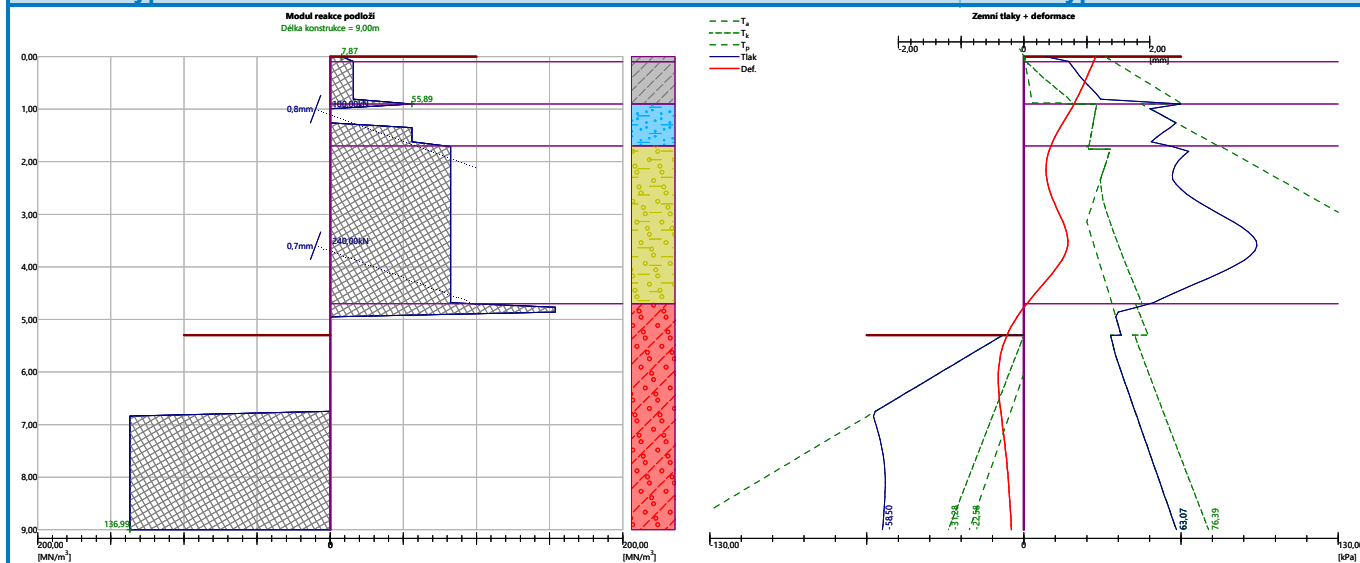 Modul reakce podloží
Délka konstrukce = 9,00m
7,87
0,00
55,89
0,8mm
100,00kN
1,00
2,00
3,00
0,7mm
240,00kN
4,00
5,00
6,00
7,00
8,00
136,99
9,00
200,00
[MN/m³]
0
200,00
[MN/m³]
Zemní tlaky + deformace
Ta
Tk
Tp
Tlak
Def.
-2,00
0
2,00
[mm]
-58,50
-31,28
-22,58
63,07
76,39
-130,00
0
130,00
[kPa]